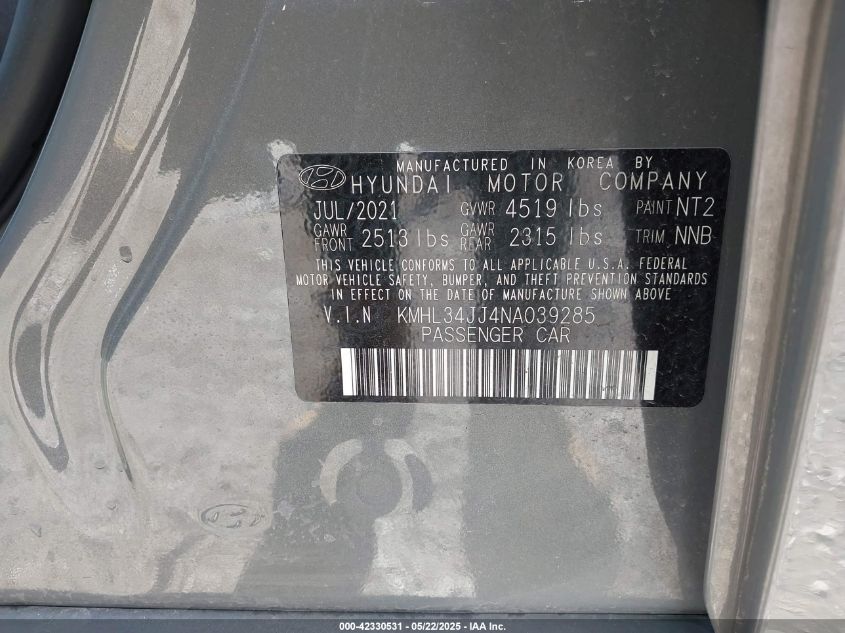 MANUFACTURED IN KOREA BY
HYUNDAI MOTOR COMPANY
JUL/2021 GVWR 4519 lbs PAINT NT2
GAWR FRONT 2513 lbs GAWR REAR 2315 lbs TRIM NNB
THIS VEHICLE CONFORMS TO ALL APPLICABLE U.S.A. FEDERAL
MOTOR VEHICLE SAFETY, BUMPER, AND THEFT PREVENTION STANDARDS
IN EFFECT ON THE DATE OF MANUFACTURE SHOWN ABOVE
V.I.N KMHL34JJ4NA039285
PASSENGER CAR
000-42330531 - 05/22/2025 - IAA Inc.